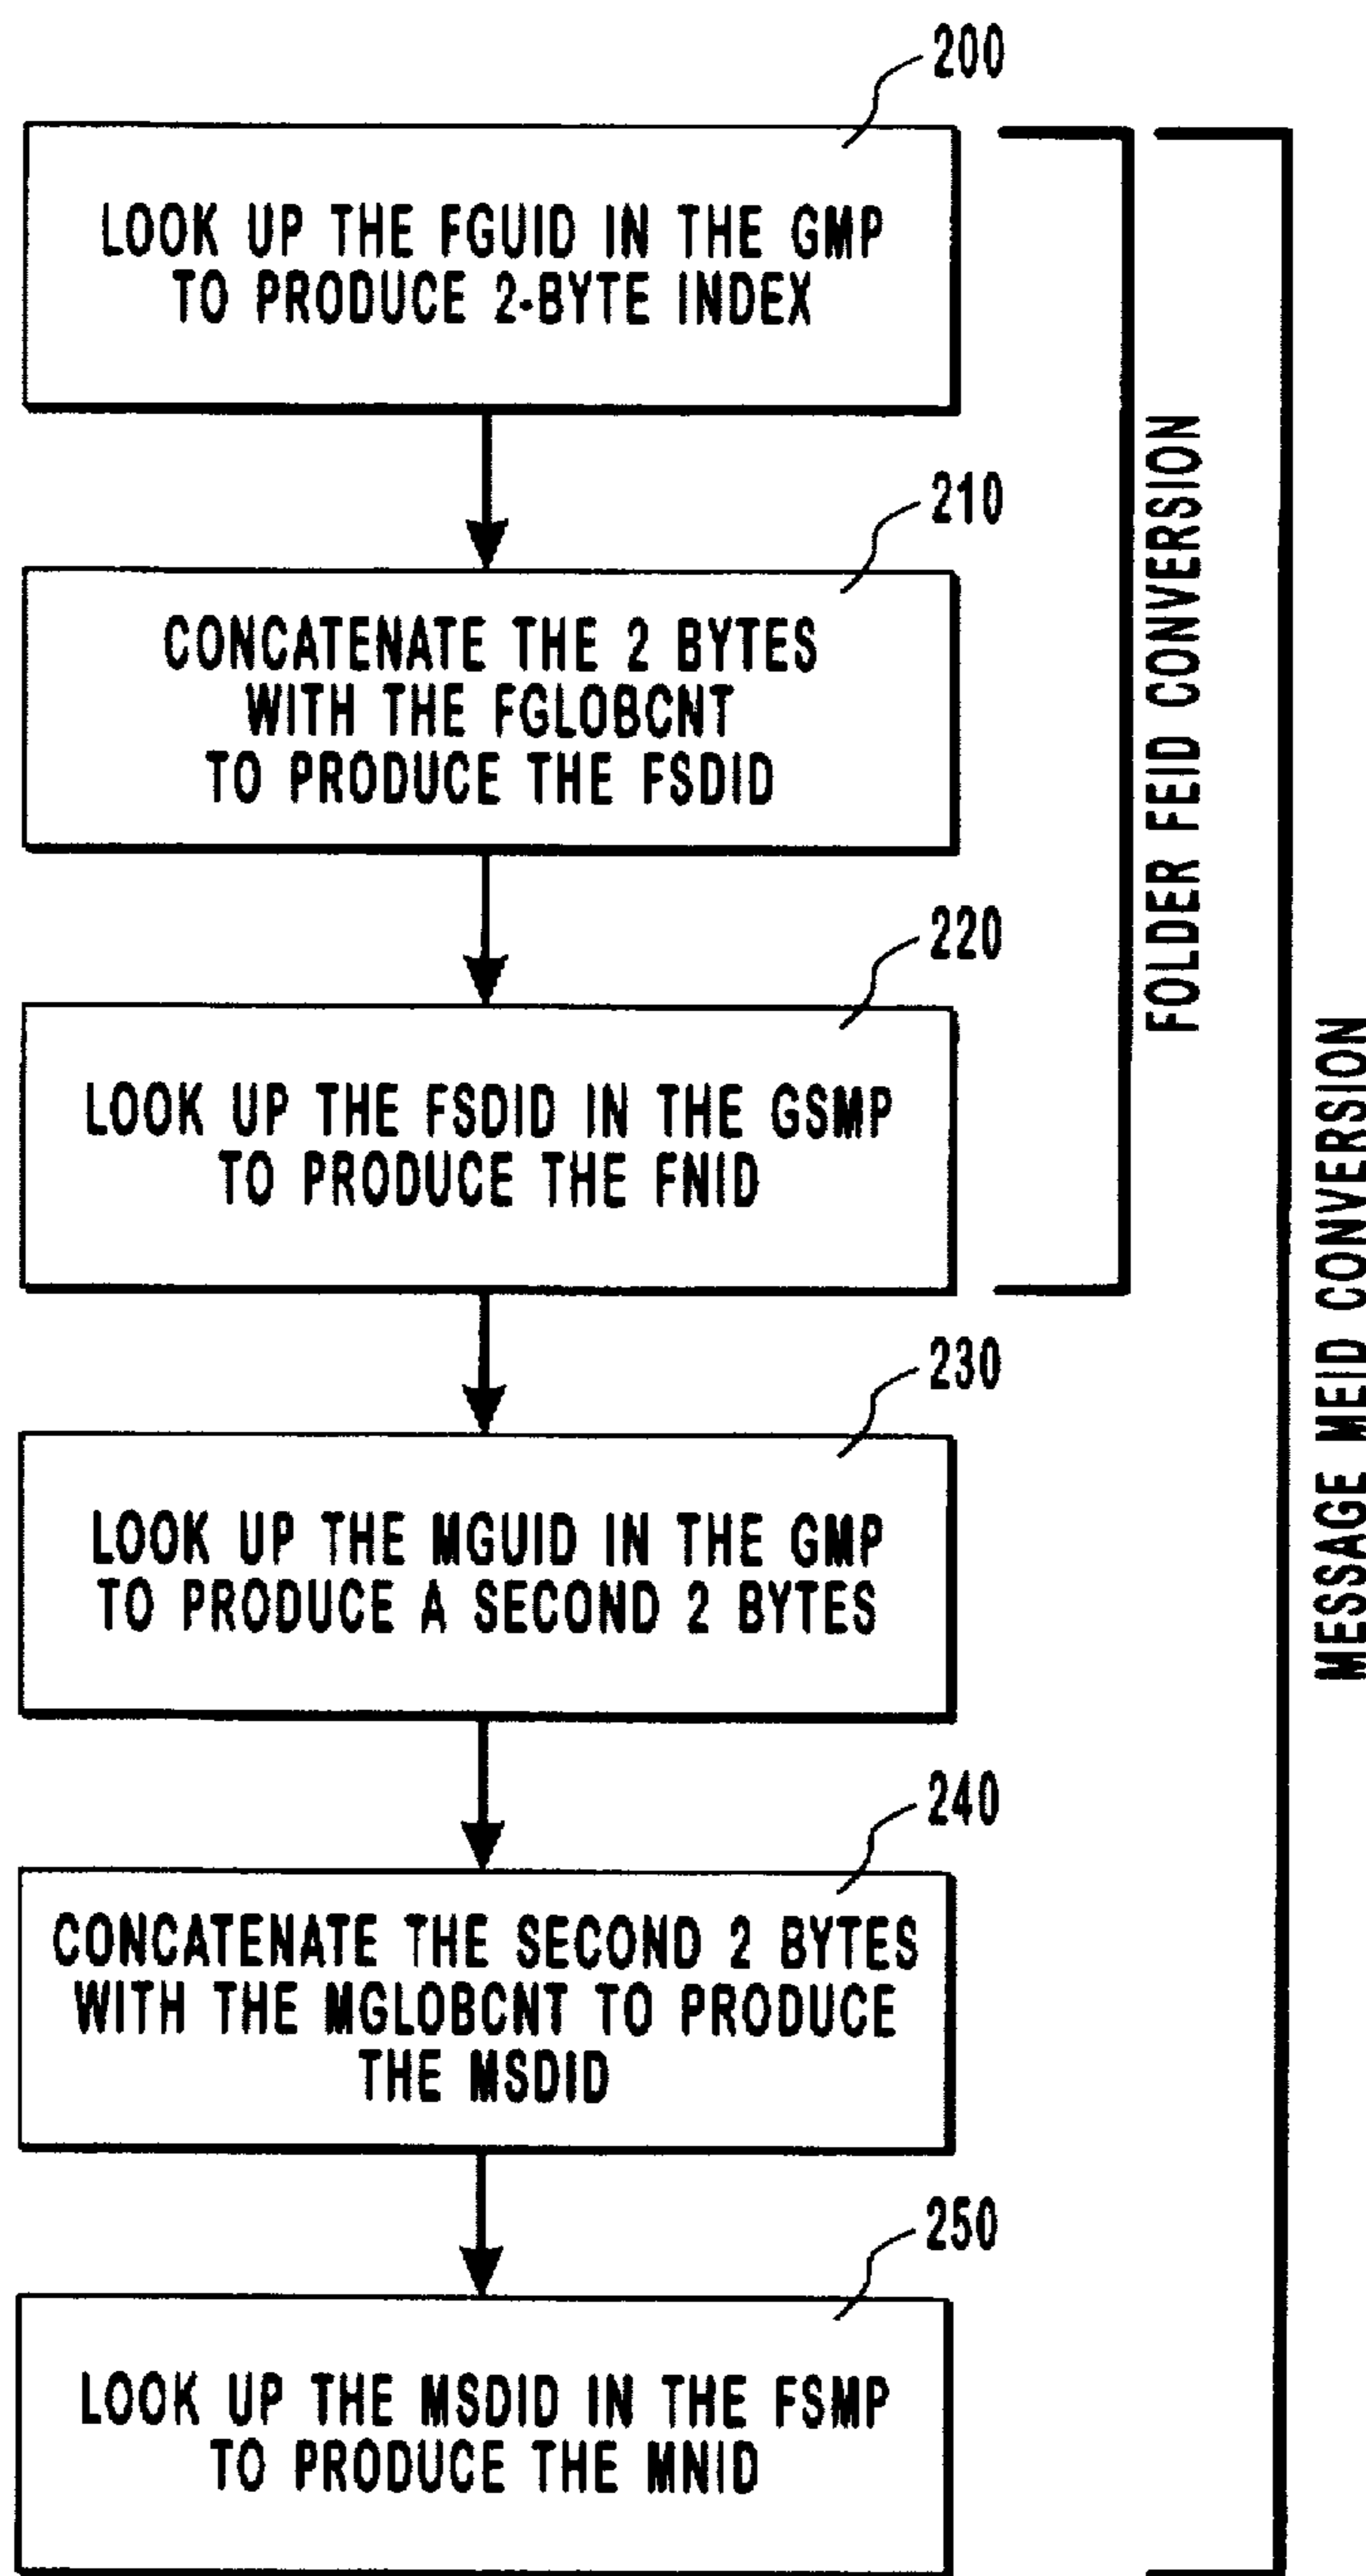 200
LOOK UP THE FGUID IN THE GMP
TO PRODUCE 2-BYTE INDEX
210
CONCATENATE THE 2 BYTES
WITH THE FGLOBCNT
TO PRODUCE THE FSDID
220
LOOK UP THE FSDID IN THE GSMP
TO PRODUCE THE FNID
FOLDER FEID CONVERSION
230
LOOK UP THE MGUID IN THE GMP
TO PRODUCE A SECOND 2 BYTES
240
CONCATENATE THE SECOND 2 BYTES
WITH THE MGLOBCNT TO PRODUCE
THE MSDID
250
LOOK UP THE MSDID IN THE FSMP
TO PRODUCE THE MNID
MESSAGE MEID CONVERSION